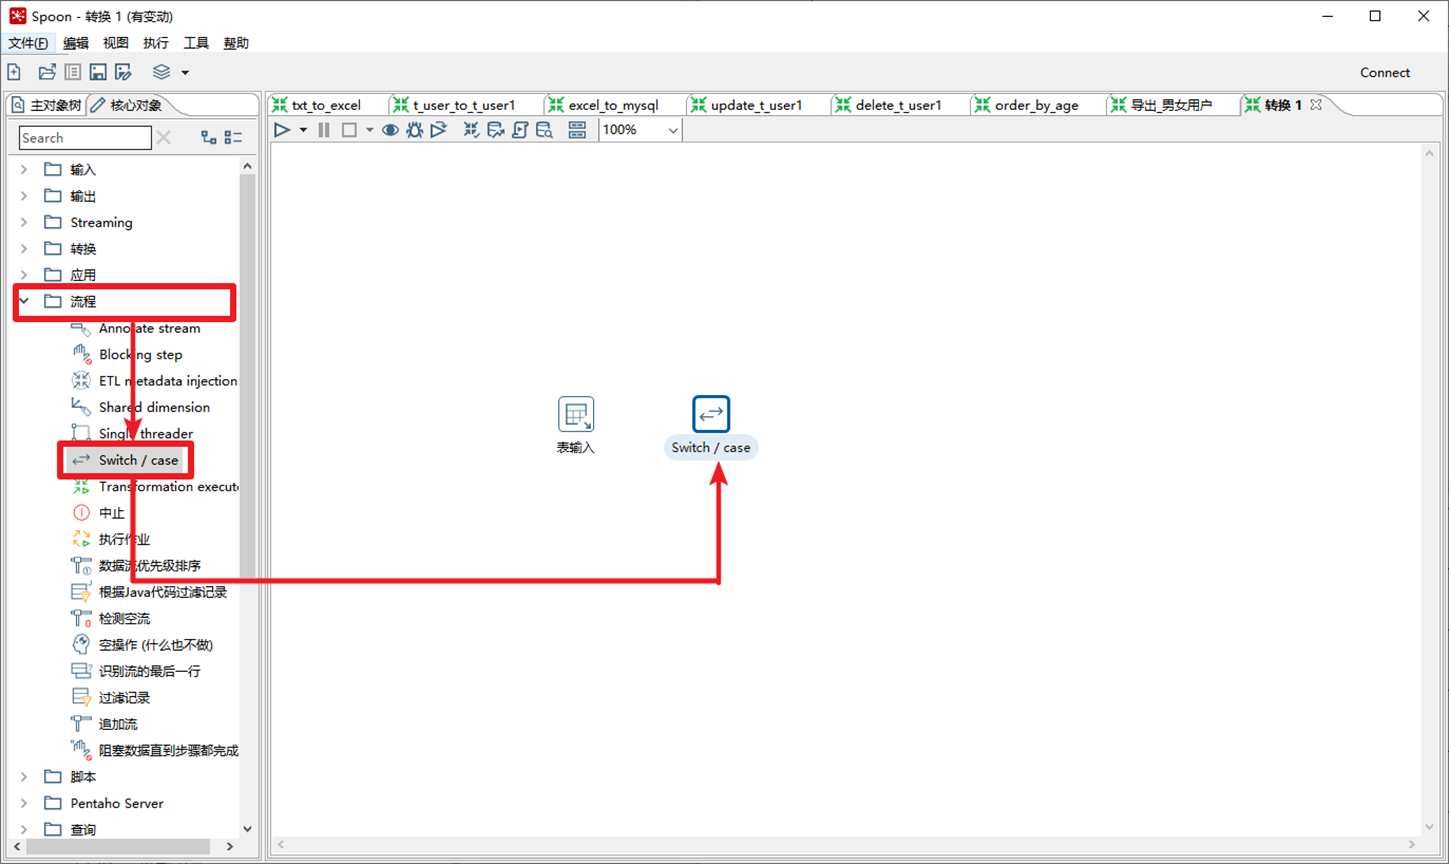 Spoon - 转换 1 (有变动)
文件(F) 编辑 视图 执行 工具 帮助
Connect
主对象树 核心对象
txt_to_excel t_user_to_t_user1 excel_to_mysql update_t_user1 delete_t_user1 order_by_age 导出_男女用户 转换 1
Search
100%
输入
输出
Streaming
转换
应用
流程
Annotate stream
Blocking step
ETL metadata injection
Shared dimension
Single threader
Switch / case
Transformation execute
中止
执行作业
数据流优先级排序
根据Java代码过滤记录
检测空流
空操作 (什么也不做)
识别流的最后一行
过滤记录
追加流
阻塞数据直到步骤都完成
脚本
Pentaho Server
查询
表输入
Switch / case